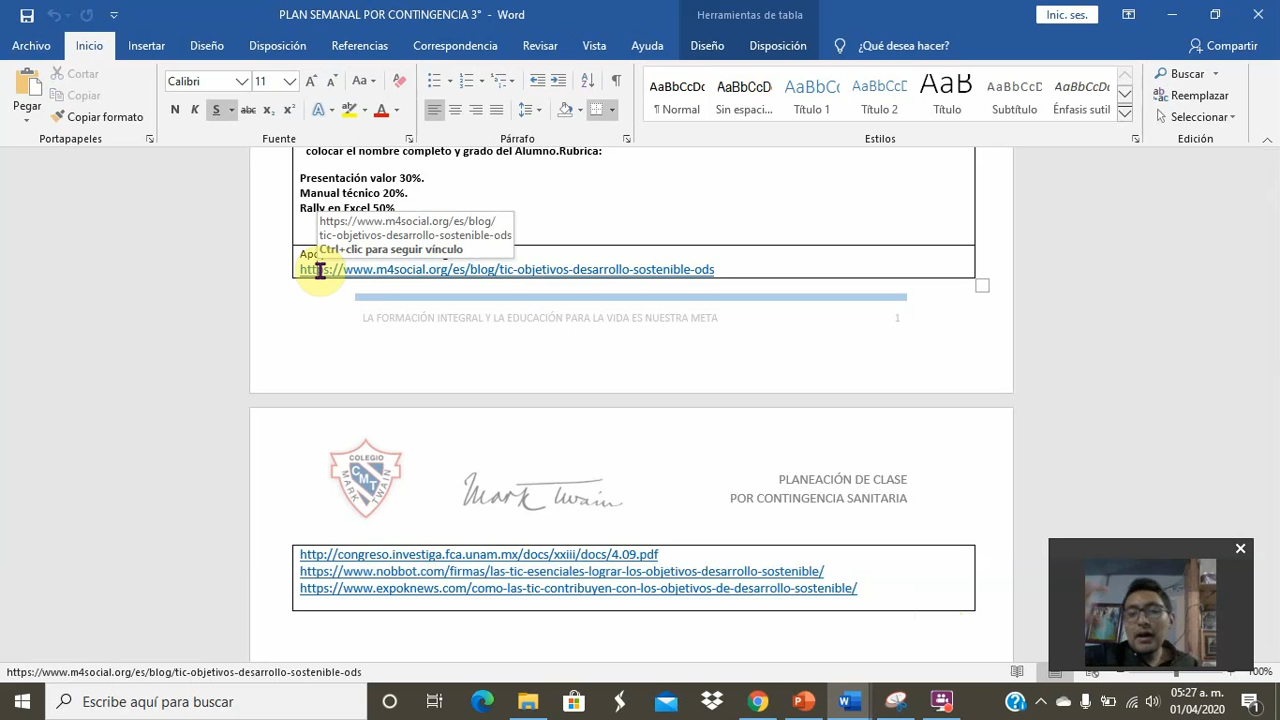 PLAN SEMANAL POR CONTINGENCIA 3° - Word
Herramientas de tabla
Inic. ses.
Archivo Inicio Insertar Diseño Disposición Referencias Correspondencia Revisar Vista Ayuda Diseño Disposición ¿Qué desea hacer? Compartir
Pegar
Cortar
Copiar
Copiar formato
Portapapeles
Calibri 11
N K S abc x₂ x²
Fuente
Párrafo
AaBbCcDc AaBbCcDc AaBbCc AaBbCcD AaB AaBbCcD AaBbCcDt
¶ Normal Sin espaci... Título 1 Título 2 Título Subtítulo Énfasis sutil
Estilos
Buscar
Reemplazar
Seleccionar
Edición
colocar el nombre completo y grado del Alumno.Rubrica:
Presentación valor 30%.
Manual técnico 20%.
Rally en Excel 50%
https://www.m4social.org/es/blog/
tic-objetivos-desarrollo-sostenible-ods
Ctrl+clic para seguir vínculo
https://www.m4social.org/es/blog/tic-objetivos-desarrollo-sostenible-ods
LA FORMACIÓN INTEGRAL Y LA EDUCACIÓN PARA LA VIDA ES NUESTRA META 1
COLEGIO
CMT
MARK TWAIN
Mark Twain
PLANEACIÓN DE CLASE
POR CONTINGENCIA SANITARIA
http://congreso.investiga.fca.unam.mx/docs/xxiii/docs/4.09.pdf
https://www.nobbot.com/firmas/las-tic-esenciales-lograr-los-objetivos-desarrollo-sostenible/
https://www.expoknews.com/como-las-tic-contribuyen-con-los-objetivos-de-desarrollo-sostenible/
https://www.m4social.org/es/blog/tic-objetivos-desarrollo-sostenible-ods
100%
Escribe aquí para buscar
05:27 a. m.
01/04/2020